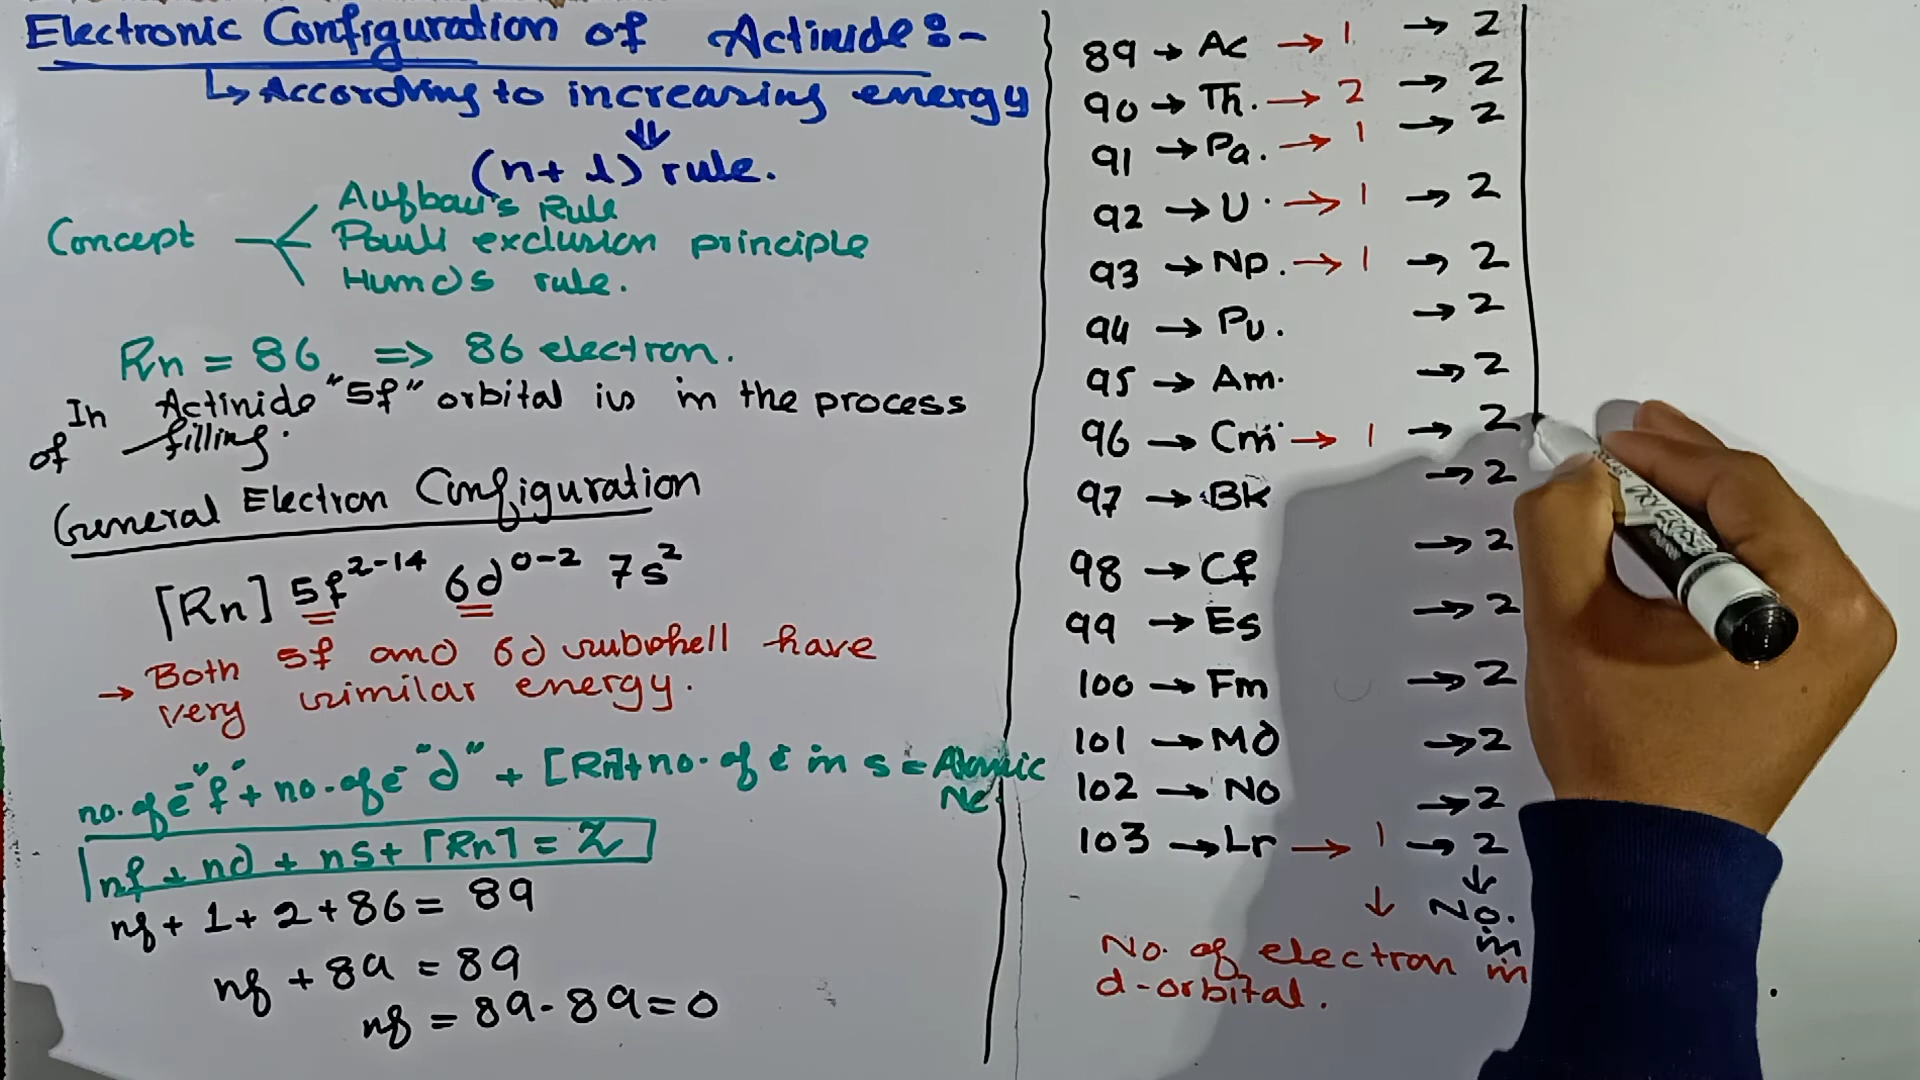 Electronic Configuration of Actinide:-
↳ According to increasing energy
⇓
(n+l) rule.
Concept
Aufbau's Rule
Pauli exclusion principle
Hunds rule.
Rn = 86 => 86 electron.
In Actinide "5f" orbital is in the process
of filling.
General Electron Configuration
[Rn] 5f²⁻¹⁴ 6d⁰⁻² 7s²
→ Both 5f and 6d subshell have
very similar energy.
no. of e⁻ "f" + no. of e⁻ "d" + [Rn] + no. of e⁻ in s = Atomic
No.
nf + nd + ns + [Rn] = Z
nf + 1 + 2 + 86 = 89
nf + 89 = 89
nf = 89 - 89 = 0
89 → Ac → 1 → 2
90 → Th. → 2 → 2
91 → Pa. → 1 → 2
92 → U. → 1 → 2
93 → Np. → 1 → 2
94 → Pu. → 2
95 → Am. → 2
96 → Cm → 1 → 2
97 → Bk → 2
98 → Cf → 2
99 → Es → 2
100 → Fm → 2
101 → Md → 2
102 → No → 2
103 → Lr → 1 → 2
↓ ↓
No.
in
No. of electron in
d-orbital.